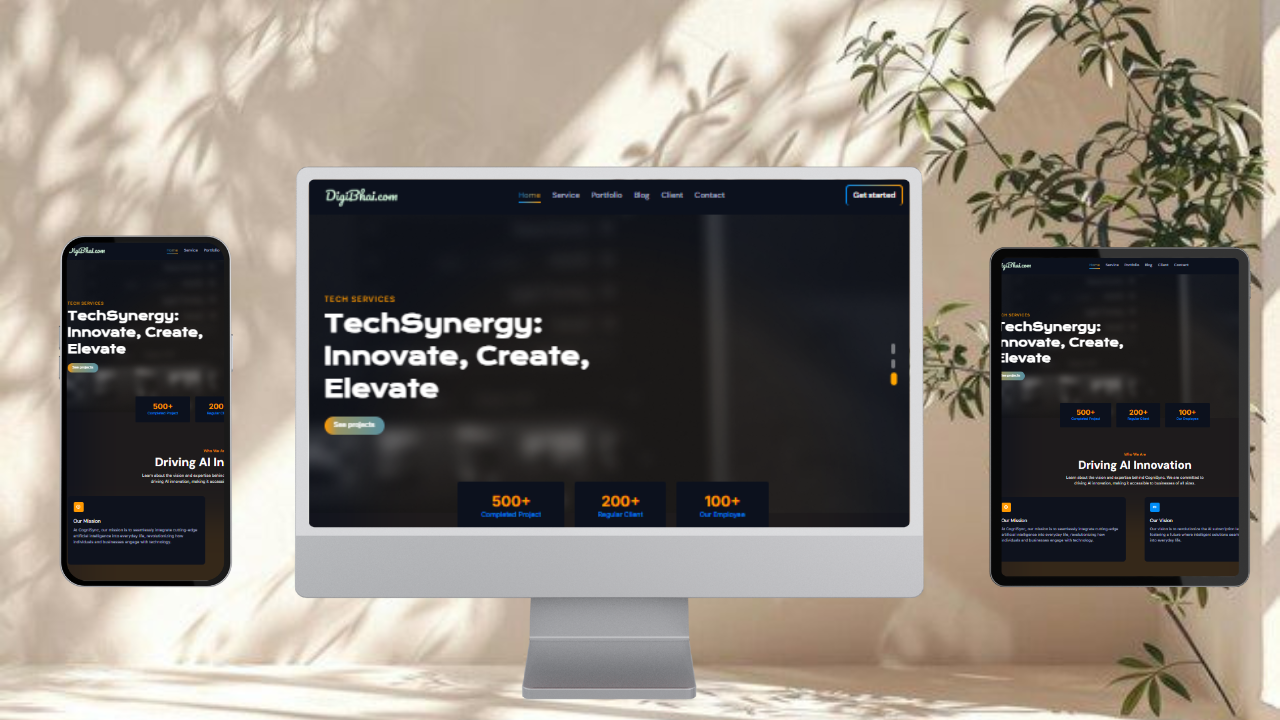 DigiBhai.com
Home Service Portfolio
TECH SERVICES
TechSynergy:
Innovate, Create,
Elevate
See projects
500+ 200
Completed Project
Who We
Driving AI In
Learn about the vision and expertise behind
driving AI innovation, making it accessi
Our Mission
At CogniSync, our mission is to seamlessly integrate cutting-edge
artificial intelligence into everyday life, revolutionizing how
individuals and businesses engage with technology.
DigiBhai.com
Home Service Portfolio Blog Client Contact
Get started
TECH SERVICES
TechSynergy:
Innovate, Create,
Elevate
See projects
500+ 200+ 100+
Completed Project Regular Client Our Employee
DigiBhai.com
Home Service Portfolio Blog Client Contact
TECH SERVICES
TechSynergy:
Innovate, Create,
Elevate
See projects
500+ 200+ 100+
Completed Project Regular Client Our Employee
Who We Are
Driving AI Innovation
Learn about the vision and expertise behind CogniSync. We are committed to
driving AI innovation, making it accessible to businesses of all sizes.
Our Mission Our Vision
At CogniSync, our mission is to seamlessly integrate cutting-edge
artificial intelligence into everyday life, revolutionizing how
individuals and businesses engage with technology.
Our vision is to revolutionize the AI
fostering a future where intelligent solutions
into everyday life.